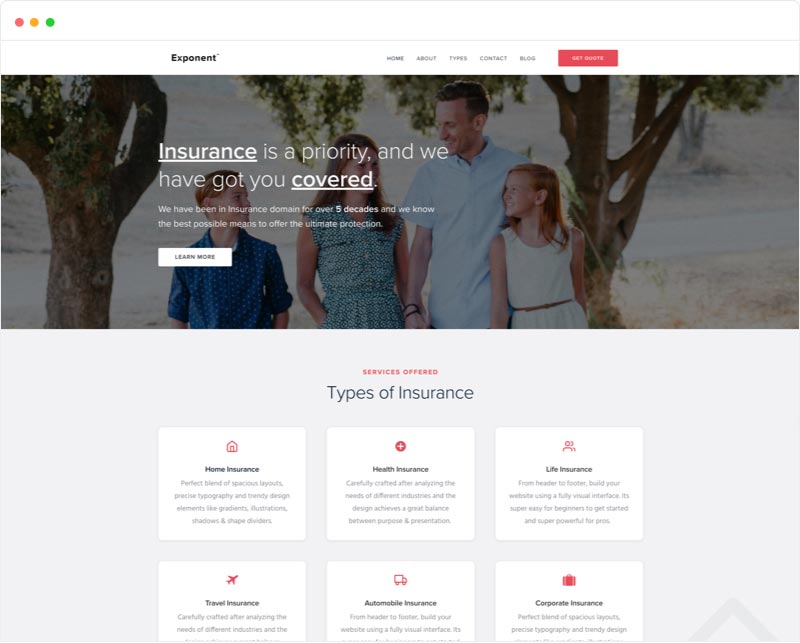 Exponent™
HOME ABOUT TYPES CONTACT BLOG GET QUOTE
Insurance is a priority, and we
have got you covered.
We have been in Insurance domain for over 5 decades and we know
the best possible means to offer the ultimate protection.
LEARN MORE
SERVICES OFFERED
Types of Insurance
Home Insurance
Perfect blend of spacious layouts,
precise typography and trendy design
elements like gradients, illustrations,
shadows & shape dividers.
Health Insurance
Carefully crafted after analyzing the
needs of different industries and the
design achieves a great balance
between purpose & presentation.
Life Insurance
From header to footer, build your
website using a fully visual interface. Its
super easy for beginners to get started
and super powerful for pros.
Travel Insurance
Carefully crafted after analyzing the
needs of different industries and the
Automobile Insurance
From header to footer, build your
website using a fully visual interface. Its
Corporate Insurance
Perfect blend of spacious layouts,
precise typography and trendy design